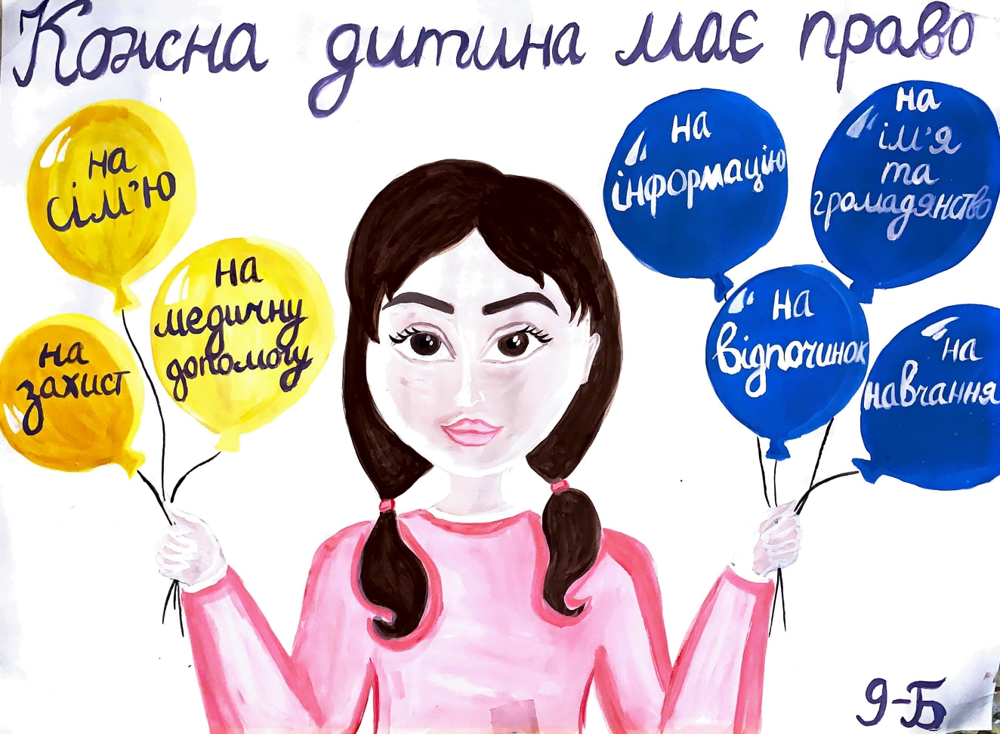 Кожна дитина має право
на
сім'ю
на
медичну
допомогу
на
захист
на
інформацію
на
ім'я
та
громадянство
на
відпочинок
на
навчання
9-Б